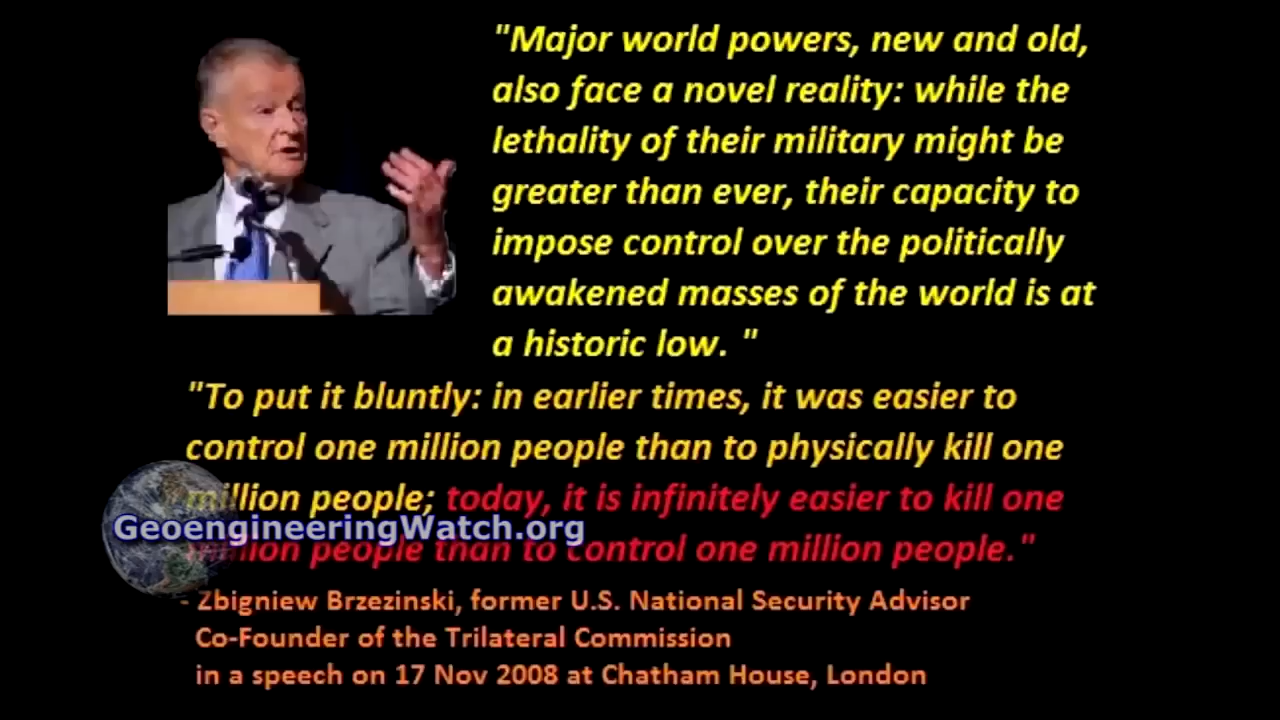 "Major world powers, new and old,
also face a novel reality: while the
lethality of their military might be
greater than ever, their capacity to
impose control over the politically
awakened masses of the world is at
a historic low. "
"To put it bluntly: in earlier times, it was easier to
control one million people than to physically kill one
million people; today, it is infinitely easier to kill one
GeoengineeringWatch.org
million people than to control one million people."
- Zbigniew Brzezinski, former U.S. National Security Advisor
Co-Founder of the Trilateral Commission
in a speech on 17 Nov 2008 at Chatham House, London